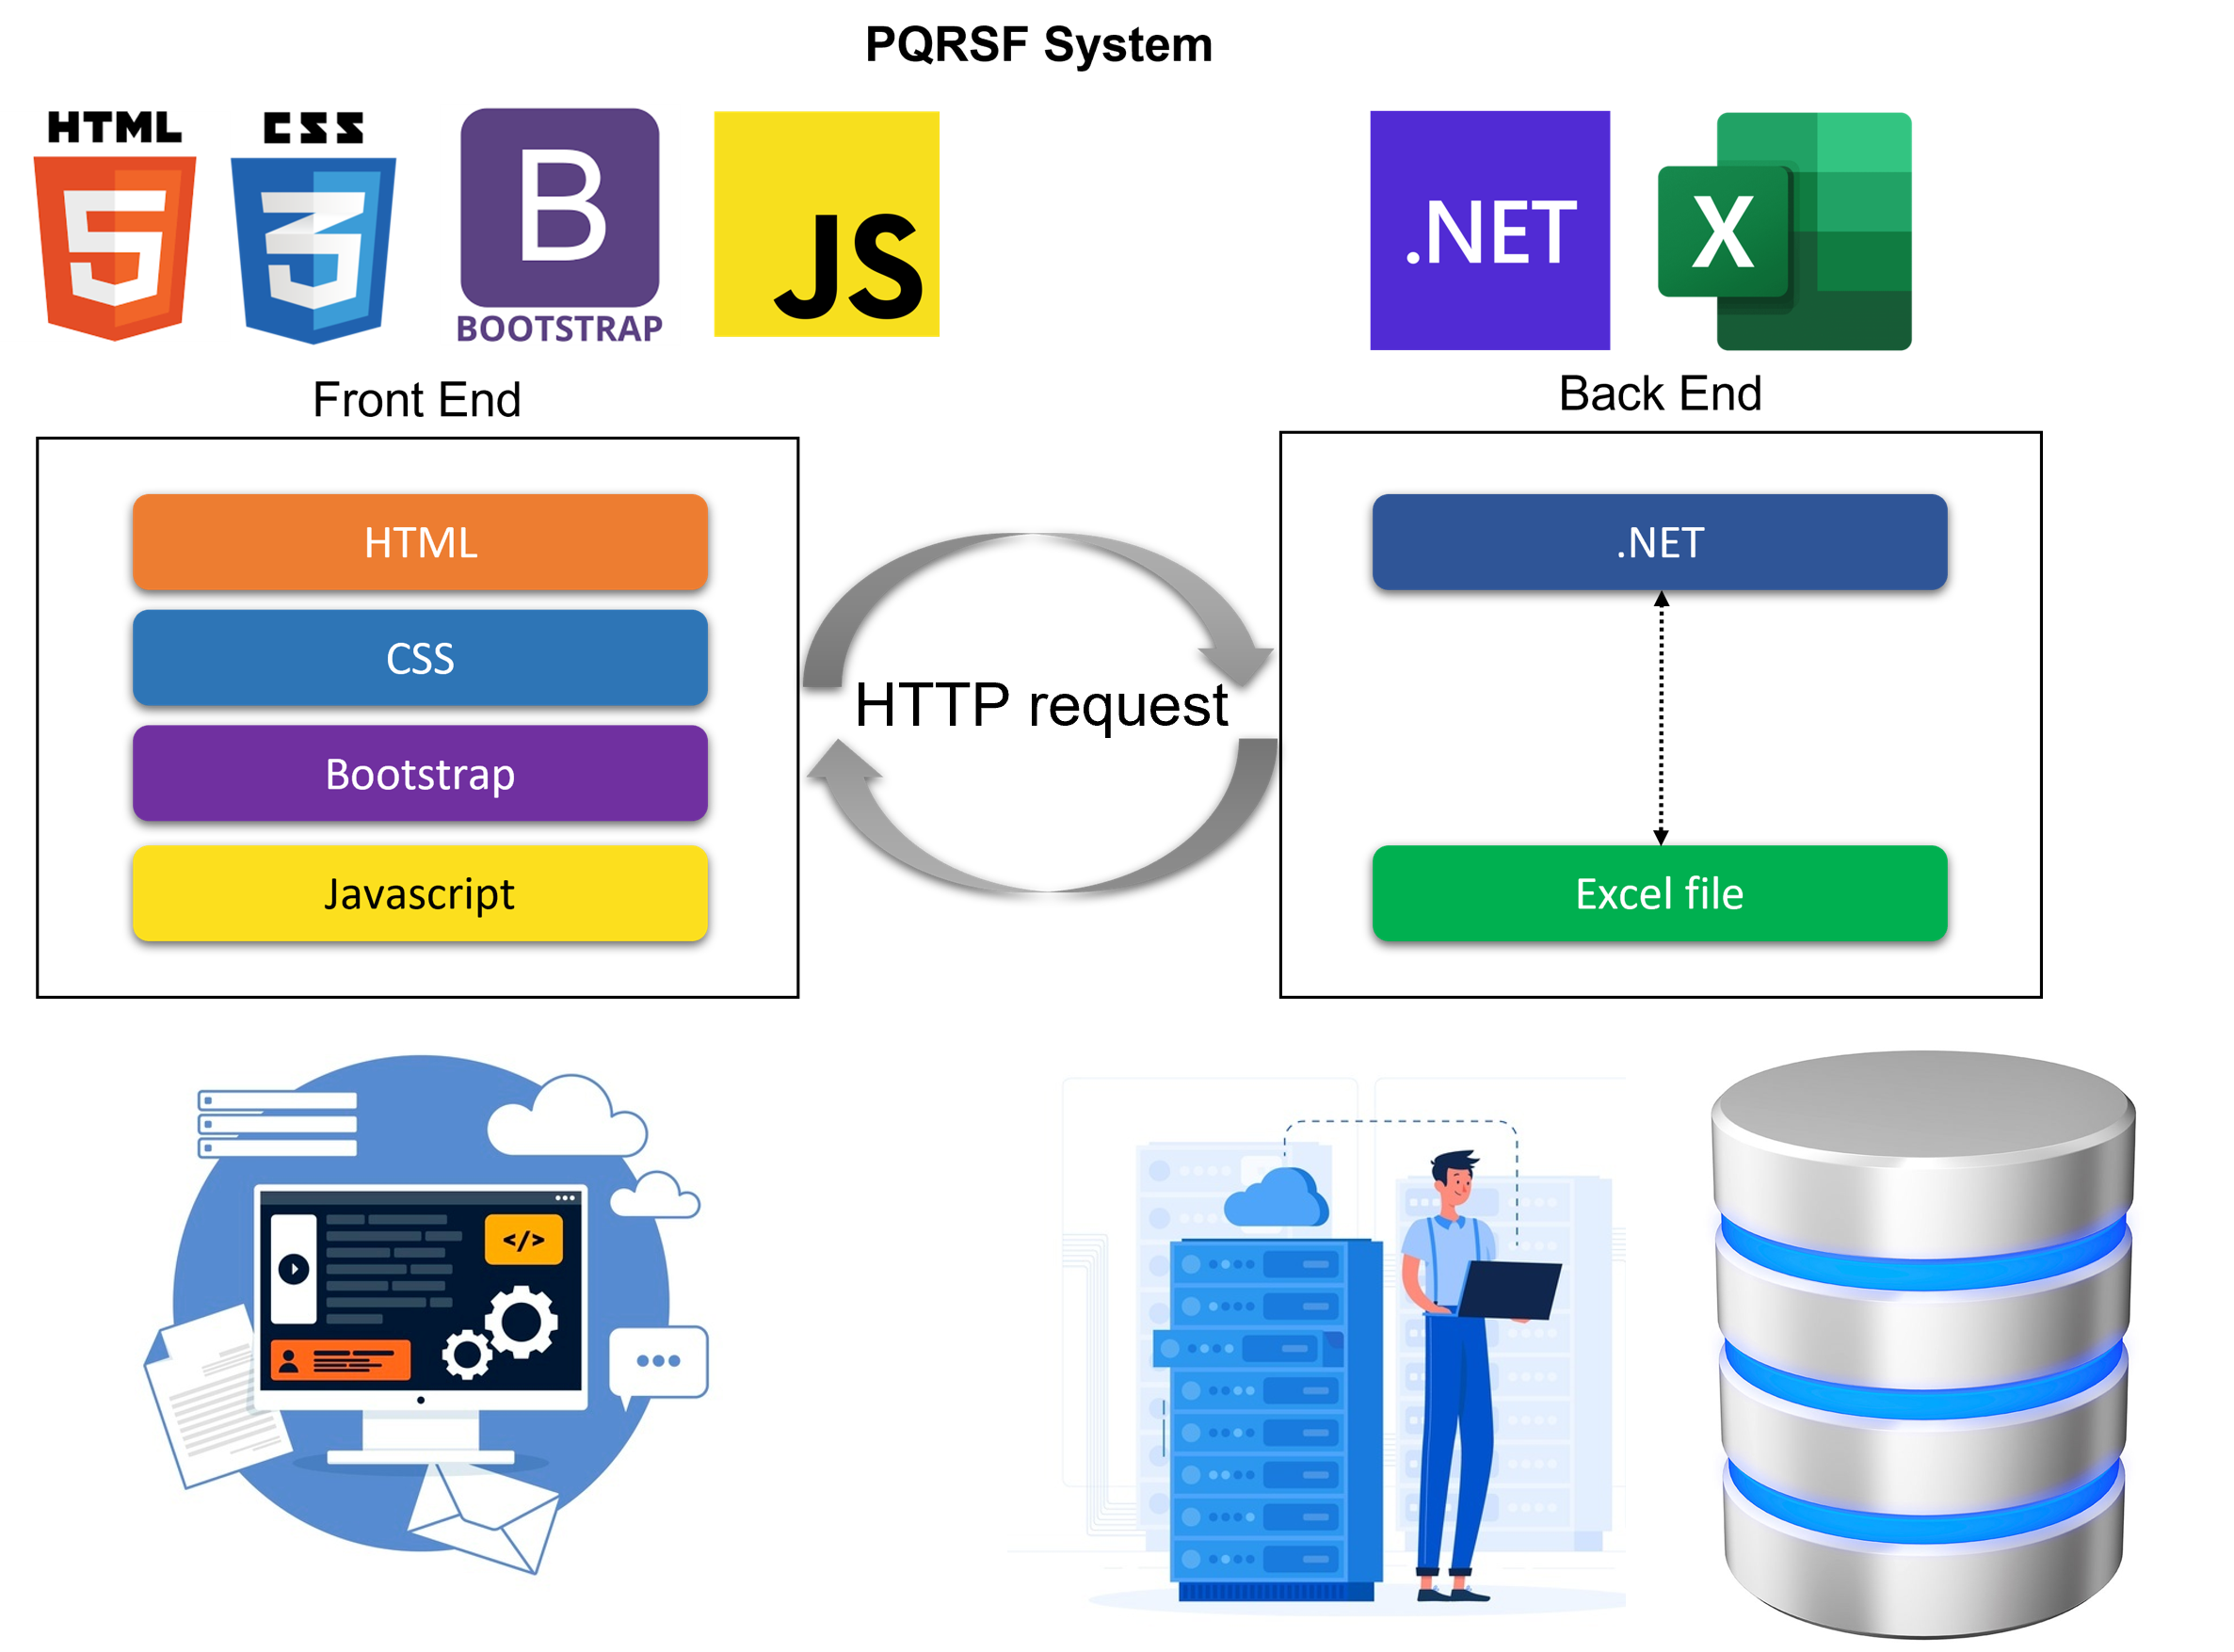 PQRSF System
HTML
5
CSS
3
B
BOOTSTRAP
JS
.NET
X
Front End
Back End
HTML
CSS
Bootstrap
Javascript
HTTP request
.NET
Excel file
</>